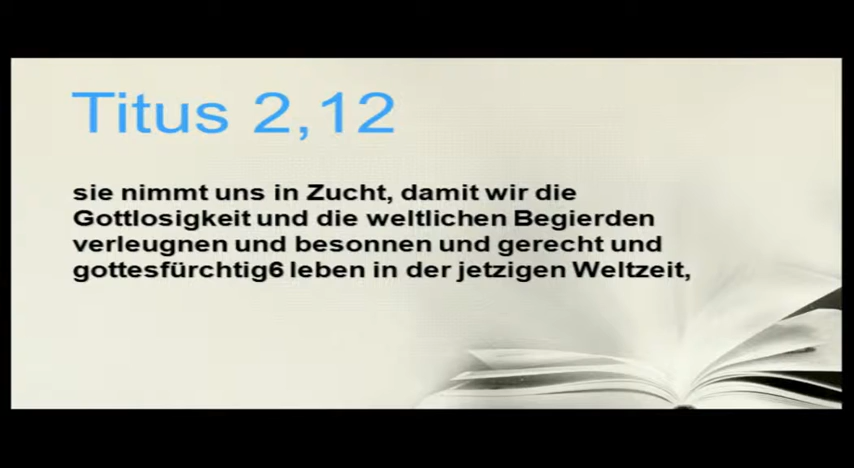 Titus 2,12
sie nimmt uns in Zucht, damit wir die
Gottlosigkeit und die weltlichen Begierden
verleugnen und besonnen und gerecht und
gottesfürchtig6 leben in der jetzigen Weltzeit,